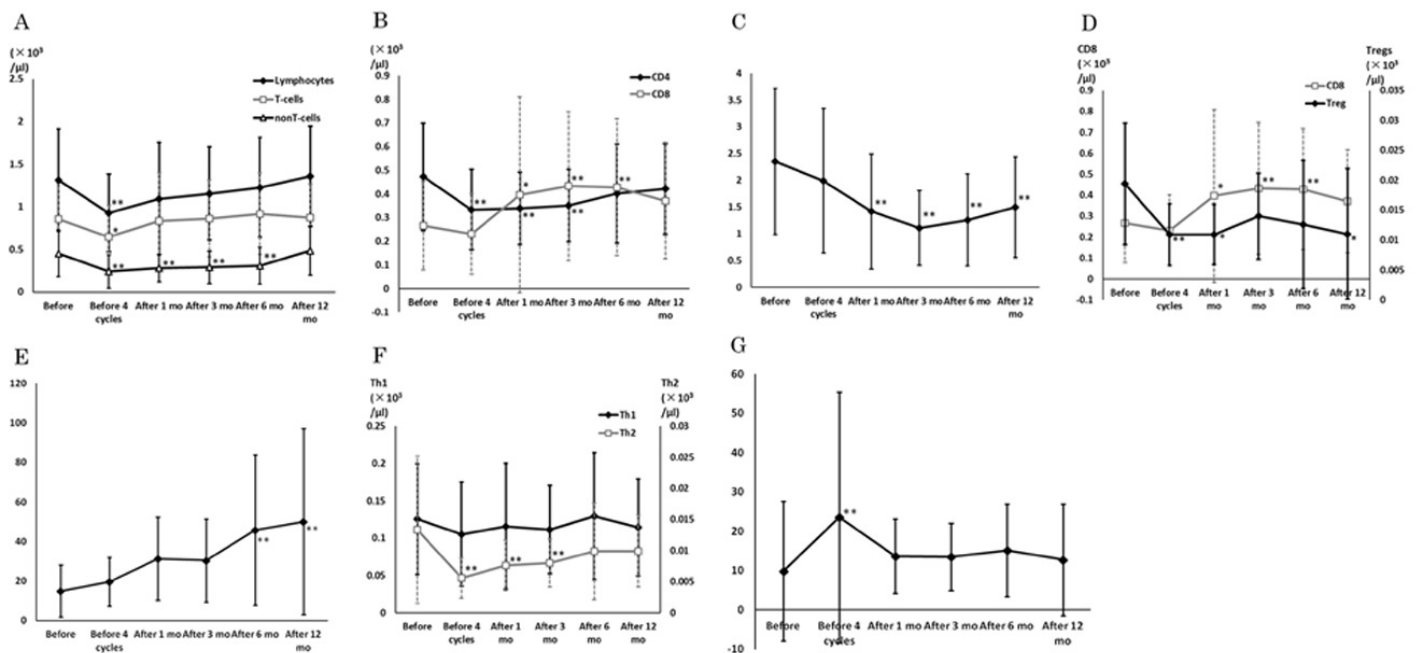 A
(×10³
/μl)
2.5
2
1.5
1
0.5
0
Lymphocytes
T-cells
nonT-cells
**
*
**
**
**
**
Before
Before 4
cycles
After 1 mo
After 3 mo
After 6 mo
After 12
mo
B
(×10³
/μl)
0.9
0.8
0.7
0.6
0.5
0.4
0.3
0.2
0.1
0
-0.1
CD4
CD8
**
*
**
**
**
**
Before
Before 4
cycles
After 1 mo
After 3 mo
After 6 mo
After 12
mo
C
4
3.5
3
2.5
2
1.5
1
0.5
0
**
**
**
**
Before
Before 4
cycles
After 1 mo
After 3 mo
After 6 mo
After 12
mo
D
CD8
(×10³
/μl)
0.9
0.8
0.7
0.6
0.5
0.4
0.3
0.2
0.1
0
-0.1
Tregs
(×10³
/μl)
0.035
0.03
0.025
0.02
0.015
0.01
0.005
0
CD8
Treg
**
*
*
**
**
*
Before
Before 4
cycles
After 1
mo
After 3
mo
After 6
mo
After 12
mo
E
120
100
80
60
40
20
0
**
**
Before
Before 4
cycles
After 1 mo
After 3 mo
After 6 mo
After 12
mo
F
Th1
(×10³
/μl)
0.25
0.2
0.15
0.1
0.05
0
Th2
(×10³
/μl)
0.03
0.025
0.02
0.015
0.01
0.005
0
Th1
Th2
**
**
**
Before
Before 4
cycles
After 1
mo
After 3
mo
After 6
mo
After 12
mo
G
60
50
40
30
20
10
0
-10
**
Before
Before 4
cycles
After 1 mo
After 3 mo
After 6 mo
After 12
mo